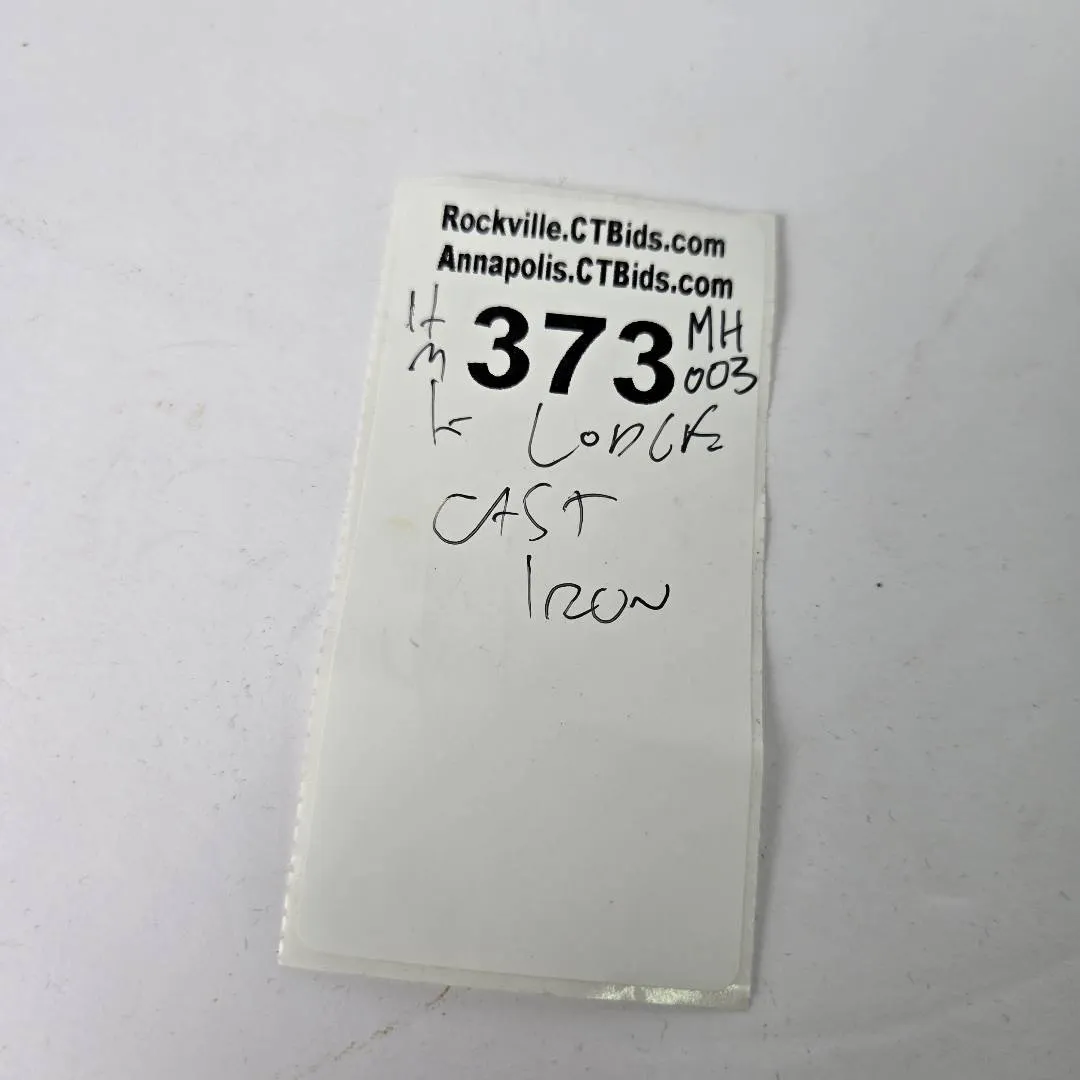 Rockville.CTBids.com
Annapolis.CTBids.com
373 MH
003
LODGE
CAST
IRON